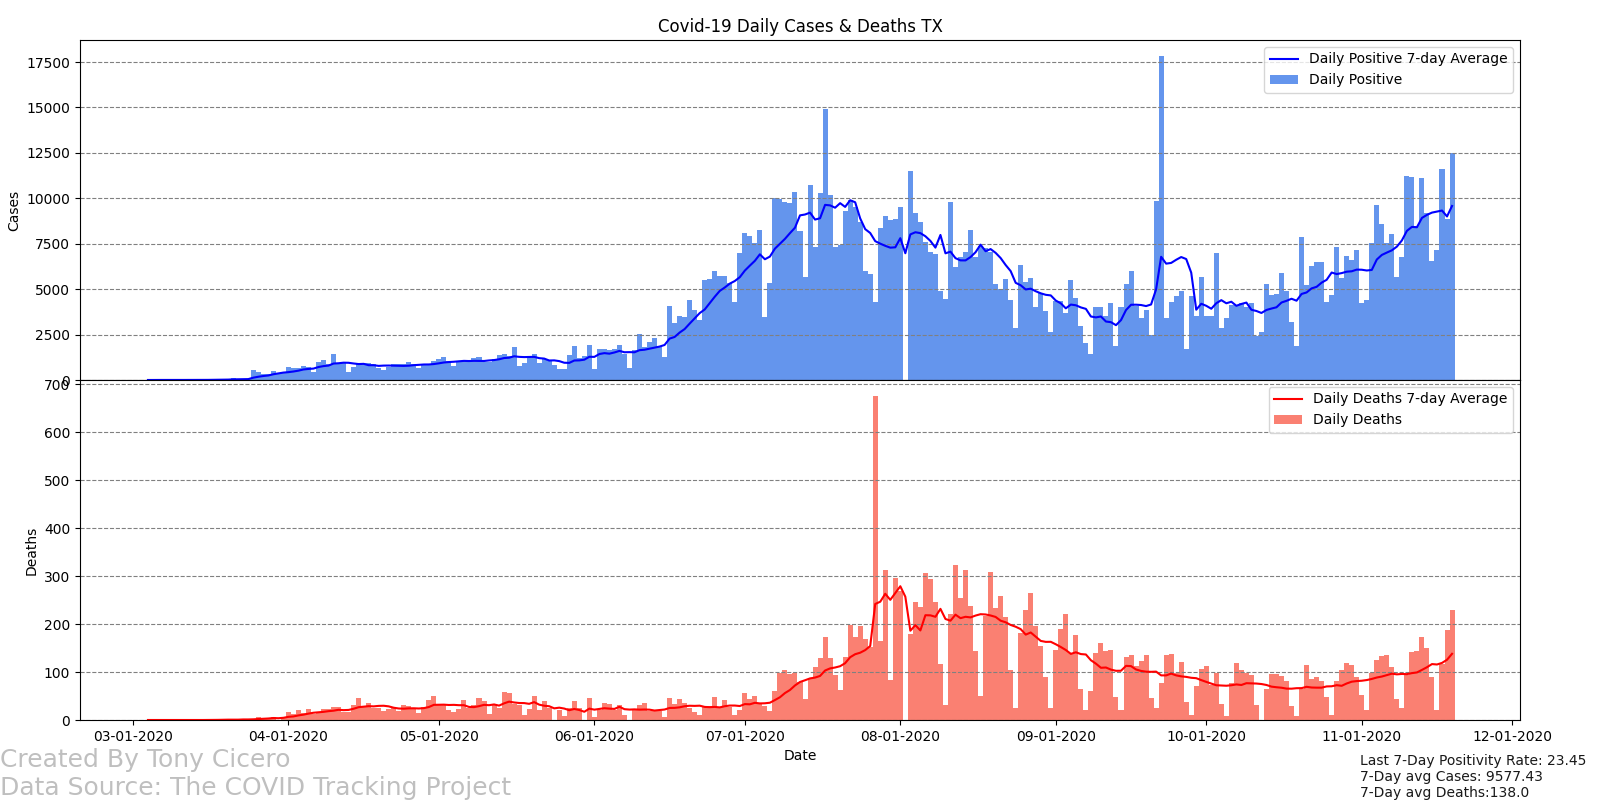 Covid-19 Daily Cases & Deaths TX
Daily Positive 7-day Average
Daily Positive
17500
15000
12500
10000
7500
5000
2500
0
Cases
Daily Deaths 7-day Average
Daily Deaths
700
600
500
400
300
200
100
0
Deaths
03-01-2020 04-01-2020 05-01-2020 06-01-2020 07-01-2020 08-01-2020 09-01-2020 10-01-2020 11-01-2020 12-01-2020
Date
Created By Tony Cicero
Data Source: The COVID Tracking Project
Last 7-Day Positivity Rate: 23.45
7-Day avg Cases: 9577.43
7-Day avg Deaths:138.0